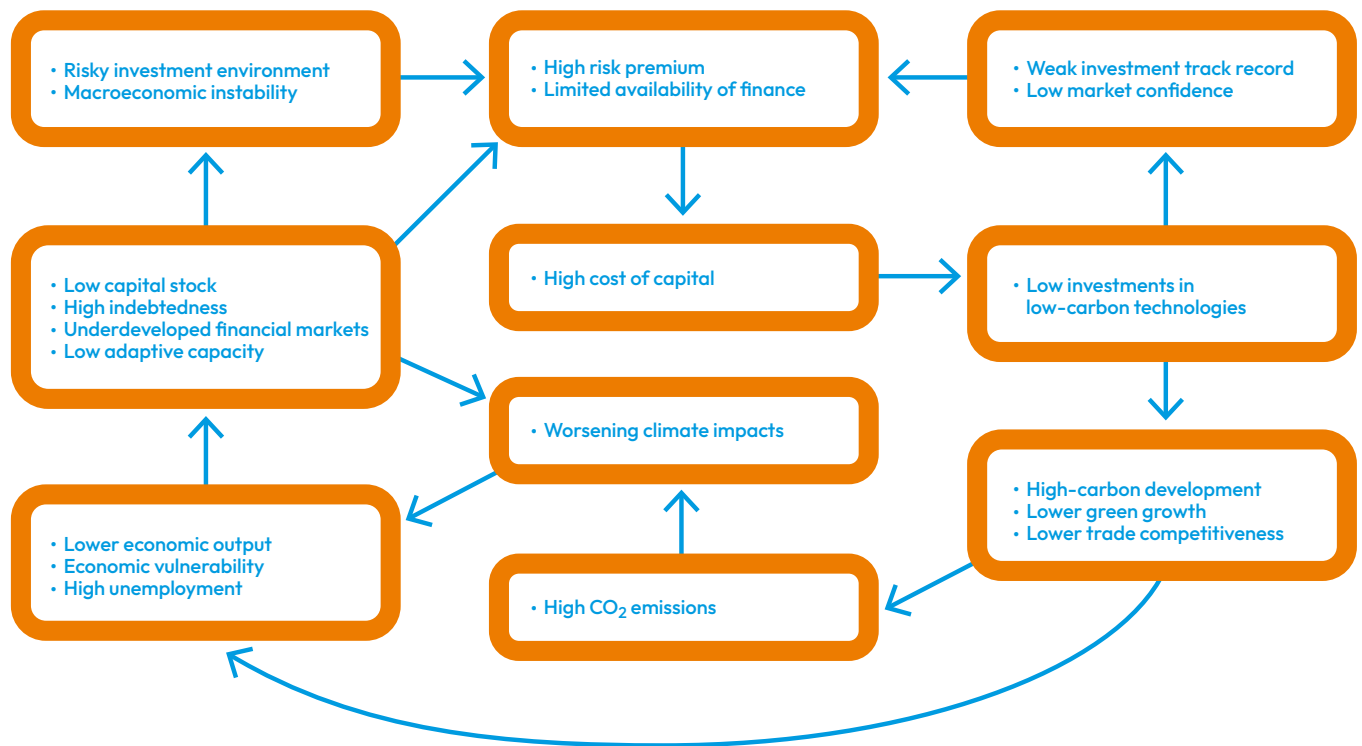 • Risky investment environment
• Macroeconomic instability
• High risk premium
• Limited availability of finance
• Weak investment track record
• Low market confidence
• Low capital stock
• High indebtedness
• Underdeveloped financial markets
• Low adaptive capacity
• High cost of capital
• Low investments in
low-carbon technologies
• Worsening climate impacts
• High-carbon development
• Lower green growth
• Lower trade competitiveness
• Lower economic output
• Economic vulnerability
• High unemployment
• High CO₂ emissions